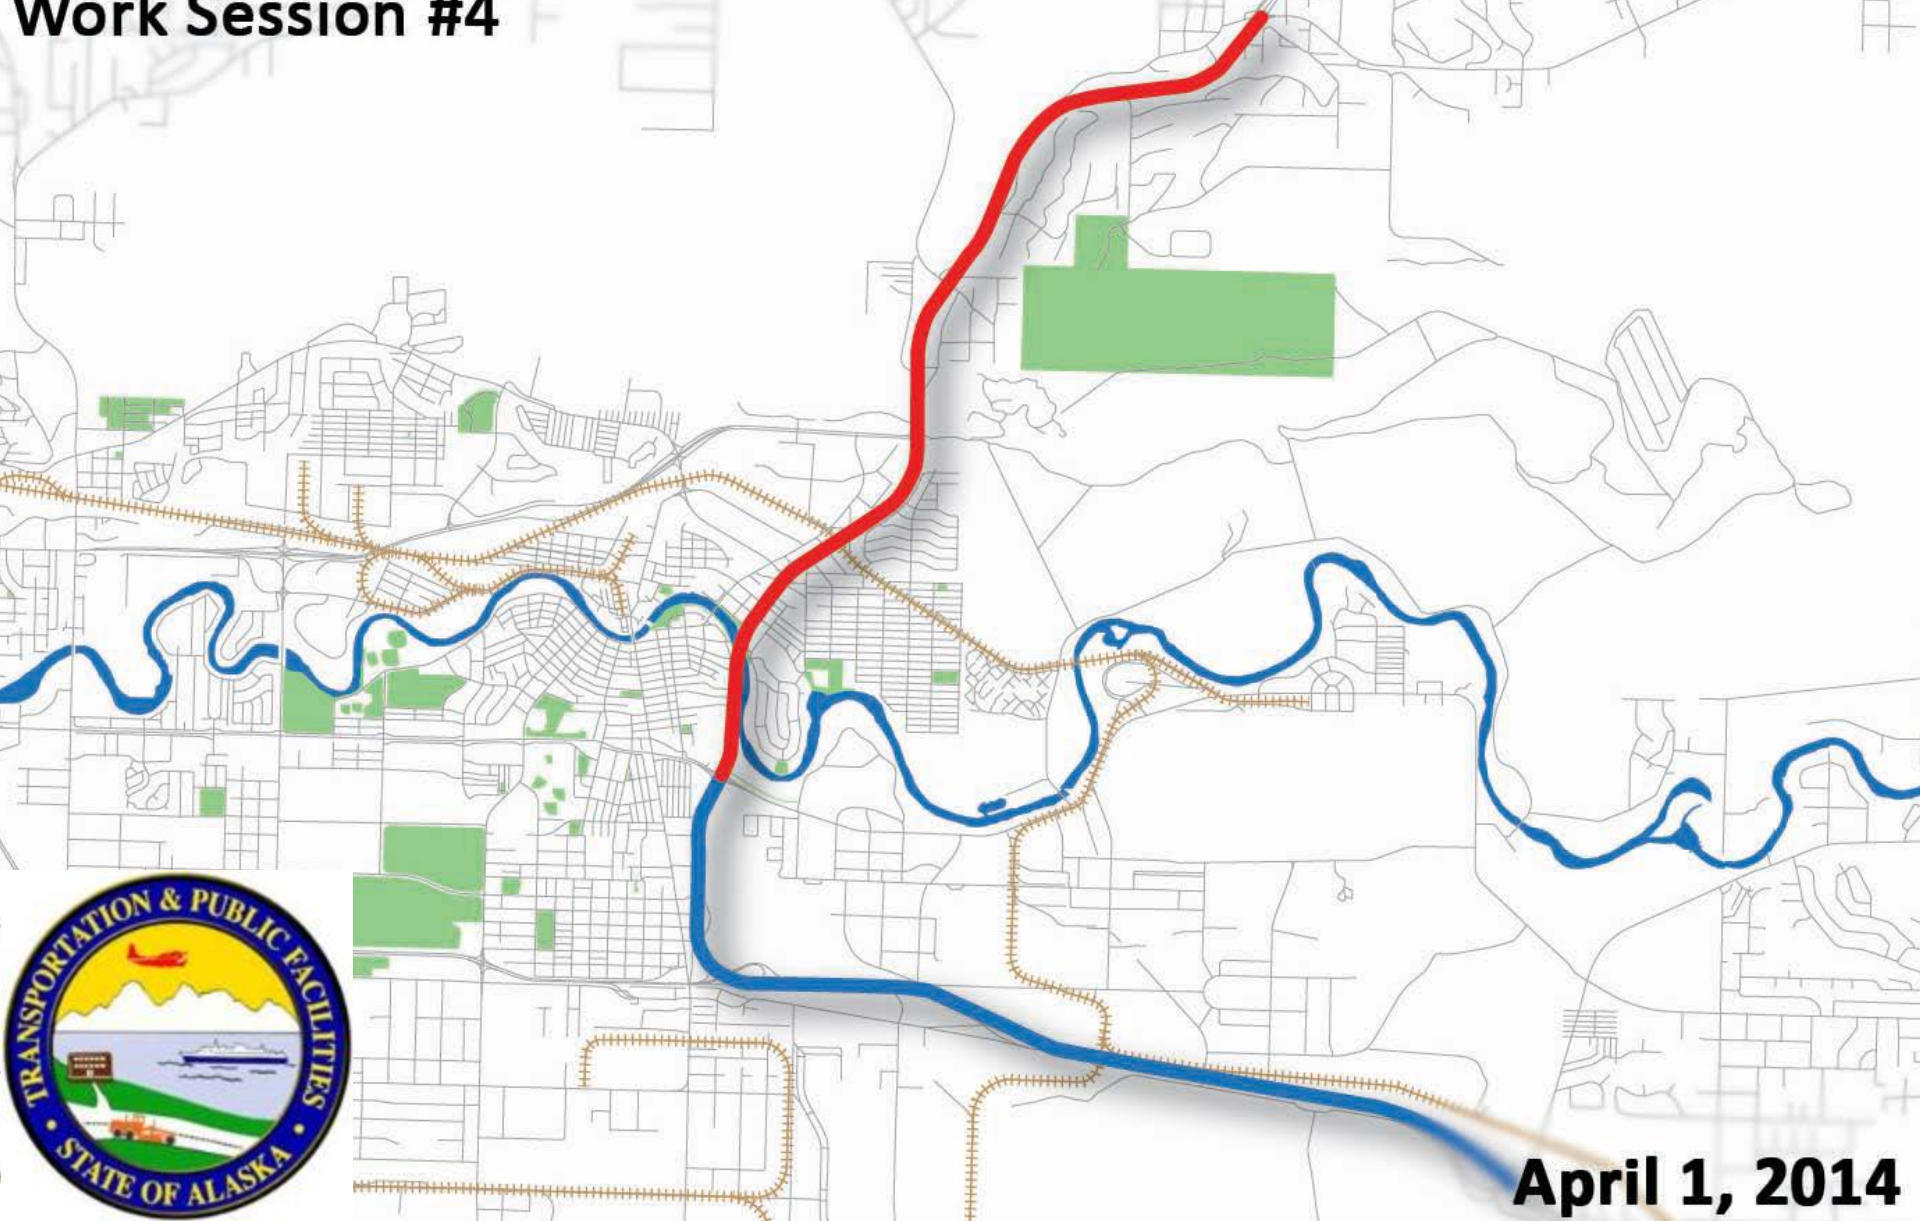 Work Session #4
TRANSPORTATION & PUBLIC FACILITIES
STATE OF ALASKA
April 1, 2014